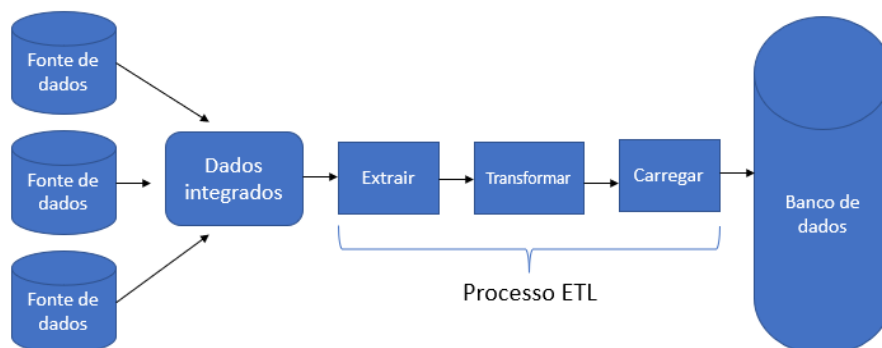 Fonte de
dados
Fonte de
dados
Fonte de
dados
Dados
integrados
Extrair
Transformar
Carregar
Processo ETL
Banco de
dados